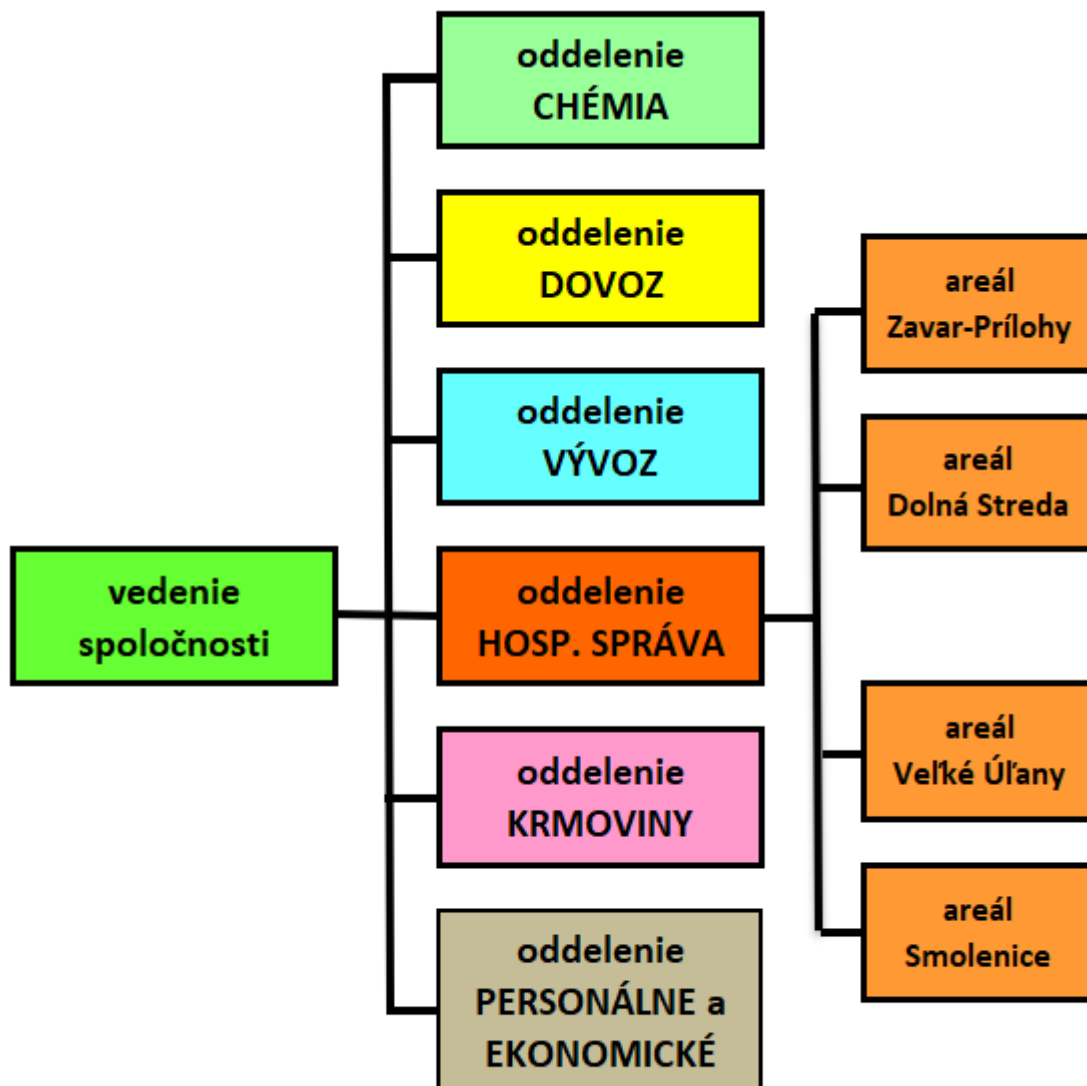 vedenie
spoločnosti
oddelenie
CHÉMIA
oddelenie
DOVOZ
oddelenie
VÝVOZ
oddelenie
HOSP. SPRÁVA
oddelenie
KRMOVINY
oddelenie
PERSONÁLNE a
EKONOMICKÉ
areál
Zavar-Prílohy
areál
Dolná Streda
areál
Veľké Úľany
areál
Smolenice